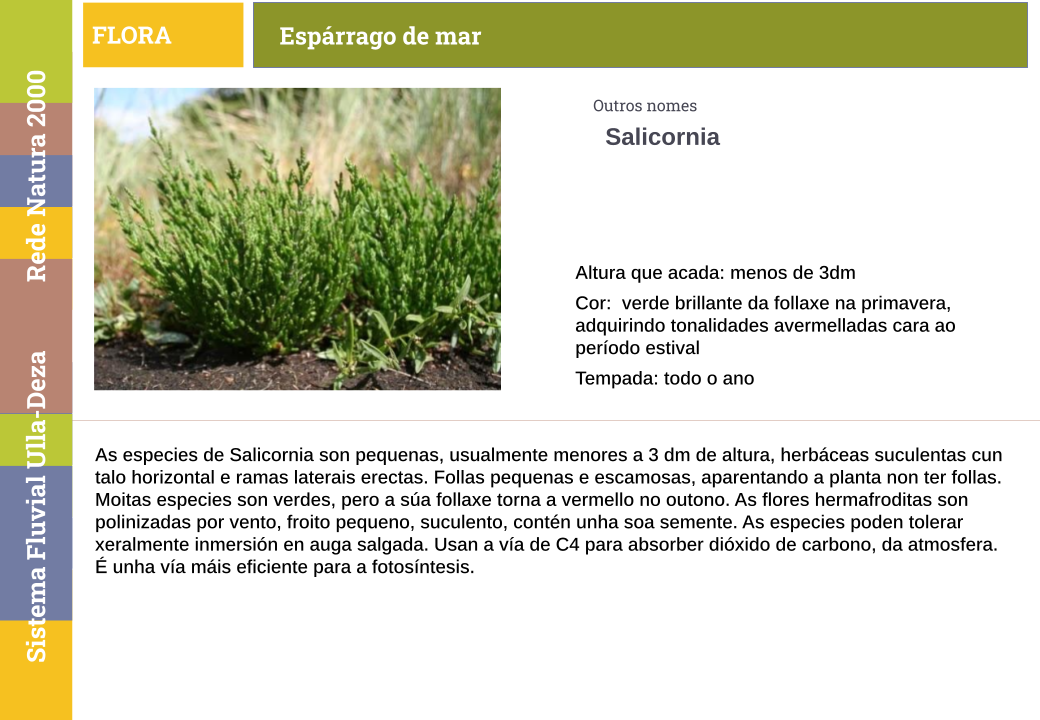 FLORA
Espárrago de mar
Outros nomes
Salicornia
Altura que acada: menos de 3dm
Cor:  verde brillante da follaxe na primavera,
adquirindo tonalidades avermelladas cara ao
período estival
Tempada: todo o ano
As especies de Salicornia son pequenas, usualmente menores a 3 dm de altura, herbáceas suculentas cun
talo horizontal e ramas laterais erectas. Follas pequenas e escamosas, aparentando a planta non ter follas.
Moitas especies son verdes, pero a súa follaxe torna a vermello no outono. As flores hermafroditas son
polinizadas por vento, froito pequeno, suculento, contén unha soa semente. As especies poden tolerar
xeralmente inmersión en auga salgada. Usan a vía de C4 para absorber dióxido de carbono, da atmosfera.
É unha vía máis eficiente para a fotosíntesis.
Sistema Fluvial Ulla-Deza Rede Natura 2000